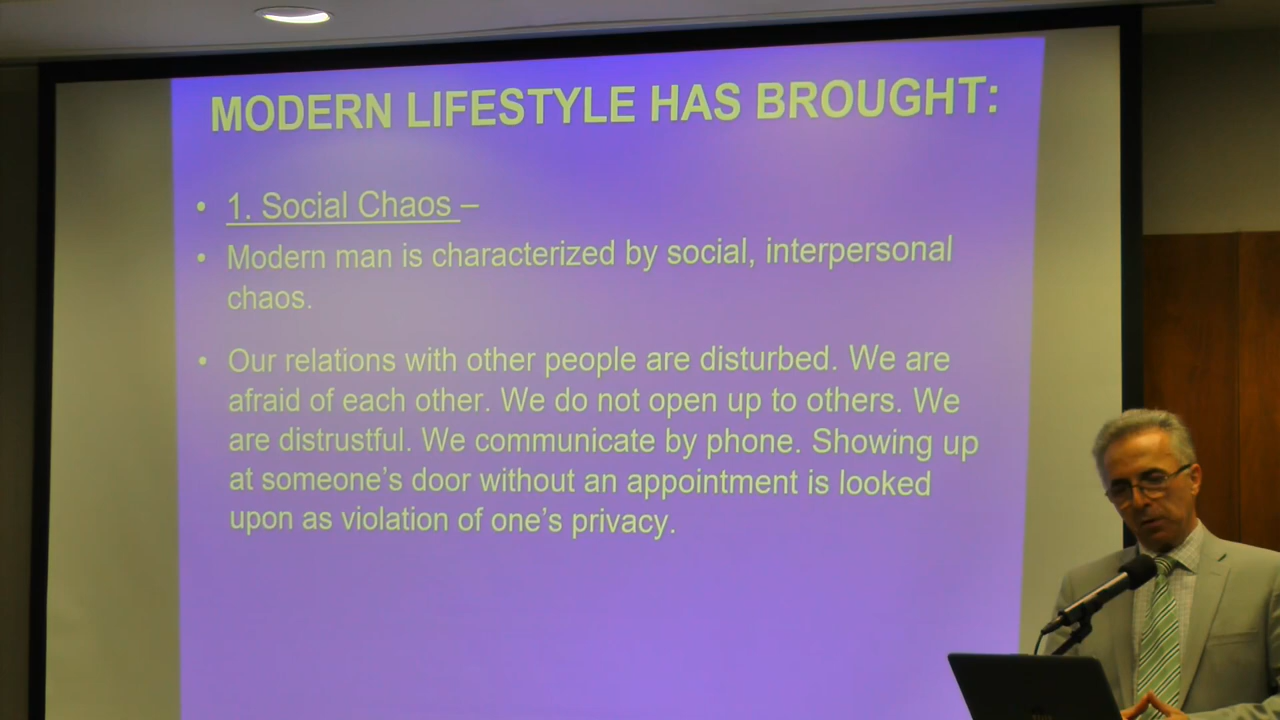 MODERN LIFESTYLE HAS BROUGHT:
• 1. Social Chaos –
• Modern man is characterized by social, interpersonal
chaos.
• Our relations with other people are disturbed. We are
afraid of each other. We do not open up to others. We
are distrustful. We communicate by phone. Showing up
at someone’s door without an appointment is looked
upon as violation of one’s privacy.